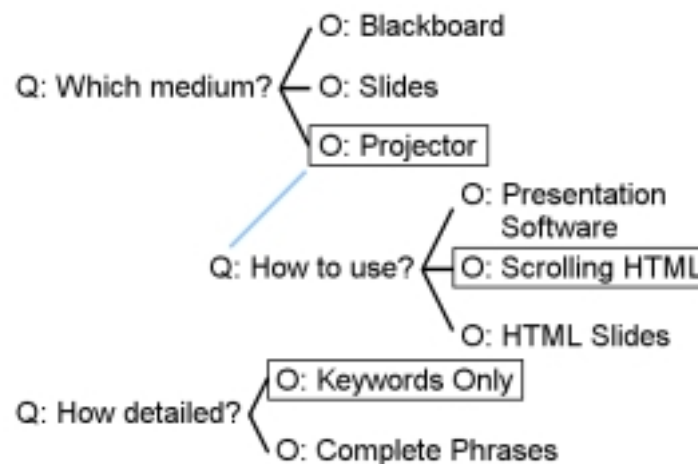 O: Blackboard
Q: Which medium?
O: Slides
O: Projector
O: Presentation
Software
Q: How to use?
O: Scrolling HTML
O: HTML Slides
O: Keywords Only
Q: How detailed?
O: Complete Phrases